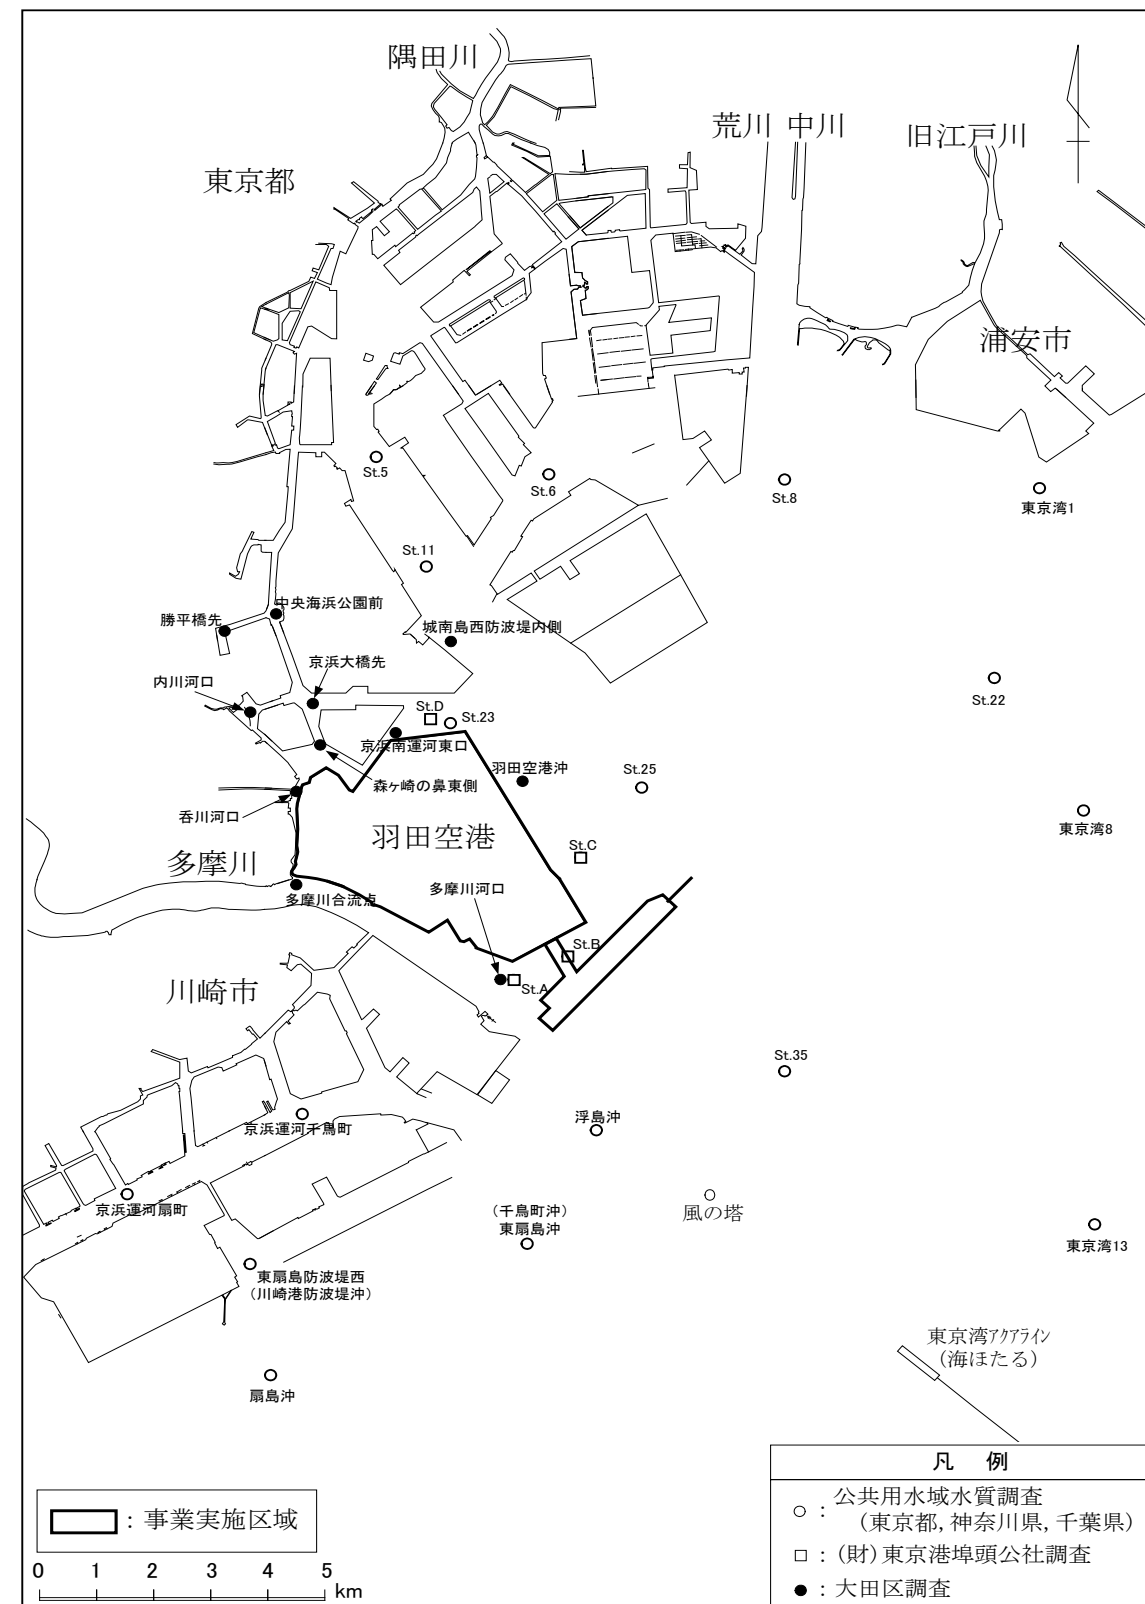 隅田川
荒川 中川
旧江戸川
東京都
浦安市
St.5
St.6
St.8
東京湾1
St.11
中央海浜公園前
勝平橋先
城南島西防波堤内側
京浜大橋先
内川河口
St.22
St.D
St.23
京浜南運河東口
羽田空港沖
St.25
森ヶ崎の鼻東側
呑川河口
東京湾8
羽田空港
St.C
多摩川
多摩川河口
多摩川合流点
St.B
St.A
川崎市
St.35
浮島沖
京浜運河千鳥町
京浜運河扇町
(千鳥町沖)
東扇島沖
風の塔
東京湾13
東扇島防波堤西
(川崎港防波堤沖)
東京湾アクアライン
(海ほたる)
扇島沖
凡 例
○ : 公共用水域水質調査
(東京都, 神奈川県, 千葉県)
□ : (財)東京港埠頭公社調査
● : 大田区調査
: 事業実施区域
0 1 2 3 4 5
km